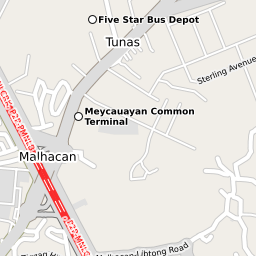 Five Star Bus Depot
Tunas
Sterling Avenue
Meycauayan Common
Terminal
Malhacan
Malhacan-Libtong Road